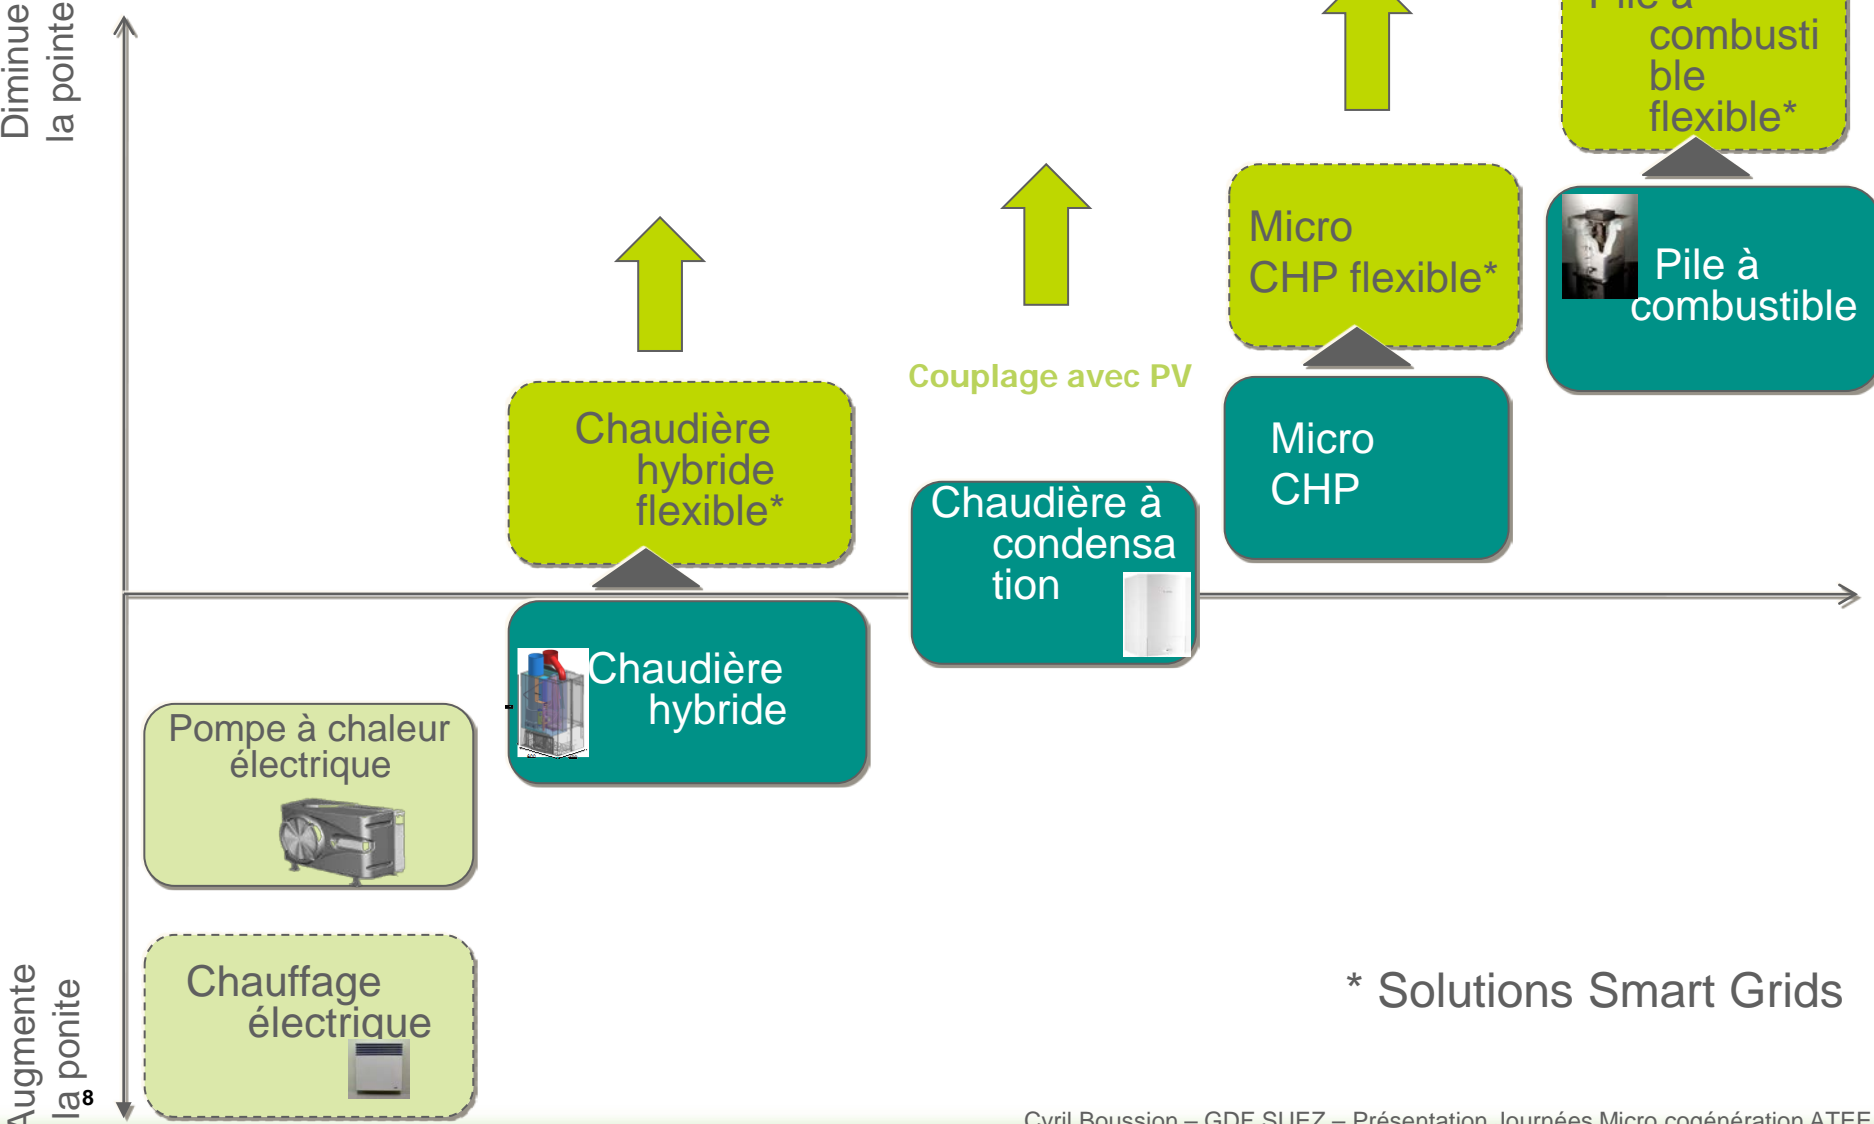 Diminue
la pointe
Pile à
combusti
ble
flexible*
Micro
CHP flexible*
Pile à
combustible
Couplage avec PV
Chaudière
hybride
flexible*
Micro
CHP
Chaudière à
condensa
tion
Chaudière
hybride
Pompe à chaleur
électrique
Chauffage
électrique
* Solutions Smart Grids
Augmente
la ponite
8
Cyril Boussion – GDF SUEZ – Présentation Journées Micro cogénération ATEE